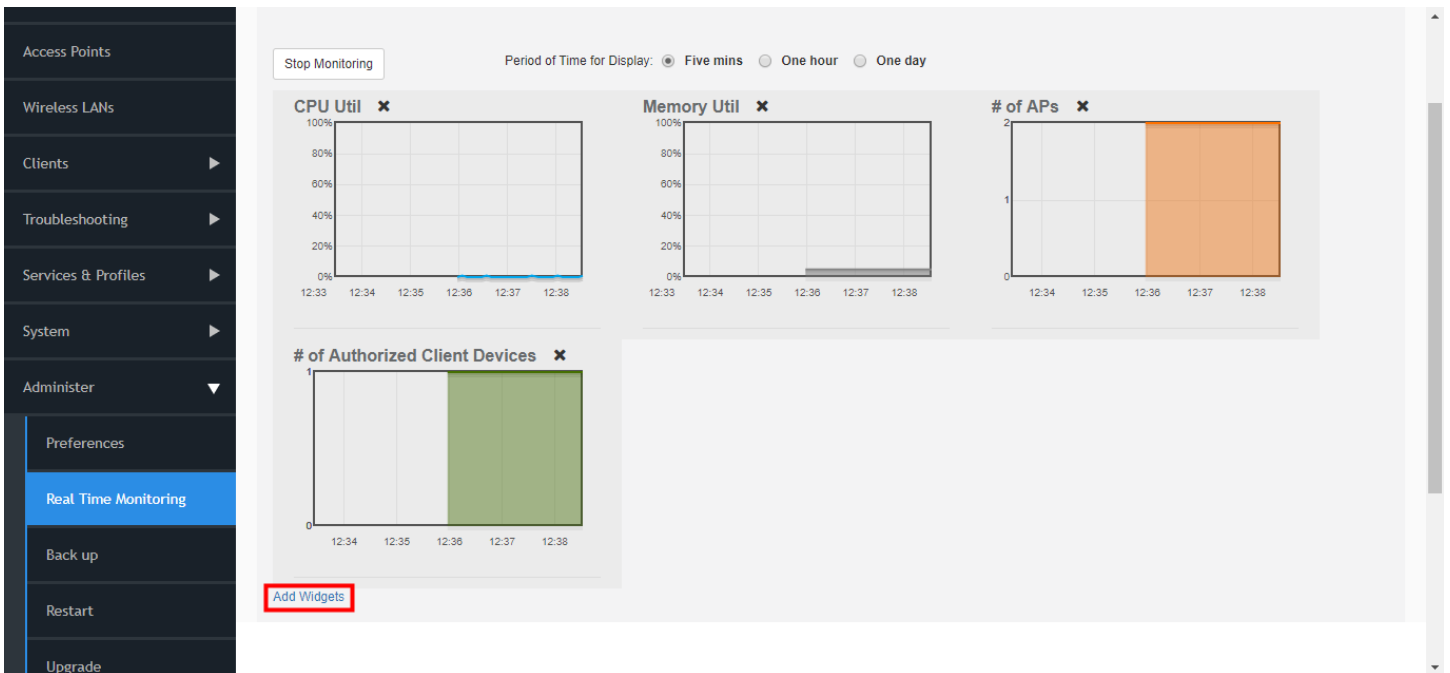 Access Points
Wireless LANs
Clients
Troubleshooting
Services & Profiles
System
Administer
Preferences
Real Time Monitoring
Back up
Restart
Upgrade
Stop Monitoring
Period of Time for Display: Five mins One hour One day
CPU Util ✖
100%
80%
60%
40%
20%
0%
12:33 12:34 12:35 12:36 12:37 12:38
Memory Util ✖
100%
80%
60%
40%
20%
0%
12:33 12:34 12:35 12:36 12:37 12:38
# of APs ✖
2
1
0
12:34 12:35 12:36 12:37 12:38
# of Authorized Client Devices ✖
1
0
12:34 12:35 12:36 12:37 12:38
Add Widgets